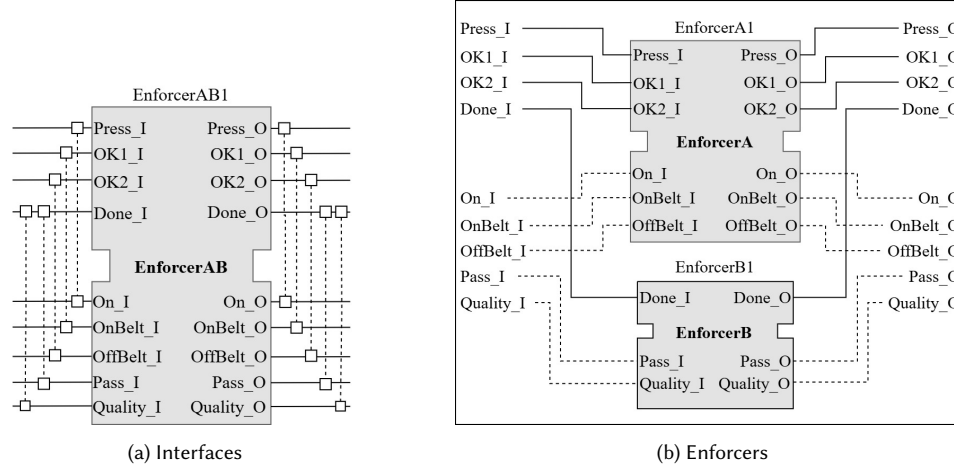 EnforcerAB1
Press_I Press_O
OK1_I OK1_O
OK2_I OK2_O
Done_I Done_O
EnforcerAB
On_I On_O
OnBelt_I OnBelt_O
OffBelt_I OffBelt_O
Pass_I Pass_O
Quality_I Quality_O
(a) Interfaces
Press_I
OK1_I
OK2_I
Done_I
On_I
OnBelt_I
OffBelt_I
Pass_I
Quality_I
EnforcerA1
Press_I Press_O
OK1_I OK1_O
OK2_I OK2_O
EnforcerA
On_I On_O
OnBelt_I OnBelt_O
OffBelt_I OffBelt_O
EnforcerB1
Done_I Done_O
EnforcerB
Pass_I Pass_O
Quality_I Quality_O
Press_O
OK1_O
OK2_O
Done_O
On_O
OnBelt_O
OffBelt_O
Pass_O
Quality_O
(b) Enforcers